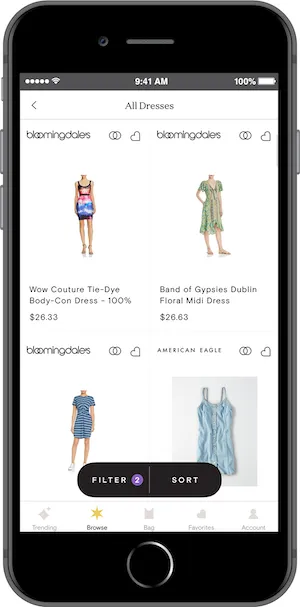 9:41 AM
100%
All Dresses
bloomingdales
bloomingdales
Wow Couture Tie-Dye
Body-Con Dress - 100%
$26.33
Band of Gypsies Dublin
Floral Midi Dress
$26.63
bloomingdales
AMERICAN EAGLE
FILTER 2
SORT
Trending
Browse
Bag
Favorites
Account